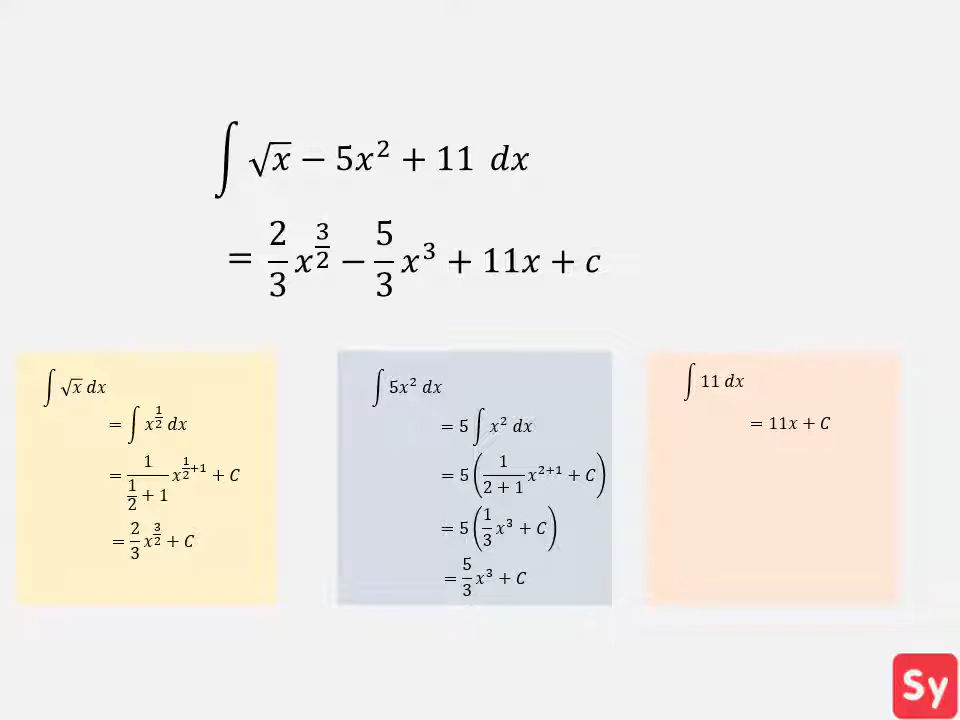 ∫ √x − 5x² + 11 dx
= 2/3 x^(3/2) − 5/3 x³ + 11x + c
∫ √x dx
= ∫ x^(1/2) dx
= 1/(1/2 + 1) x^(1/2+1) + C
= 2/3 x^(3/2) + C
∫ 5x² dx
= 5 ∫ x² dx
= 5 (1/(2 + 1) x^(2+1) + C)
= 5 (1/3 x³ + C)
= 5/3 x³ + C
∫ 11 dx
= 11x + C
Sy